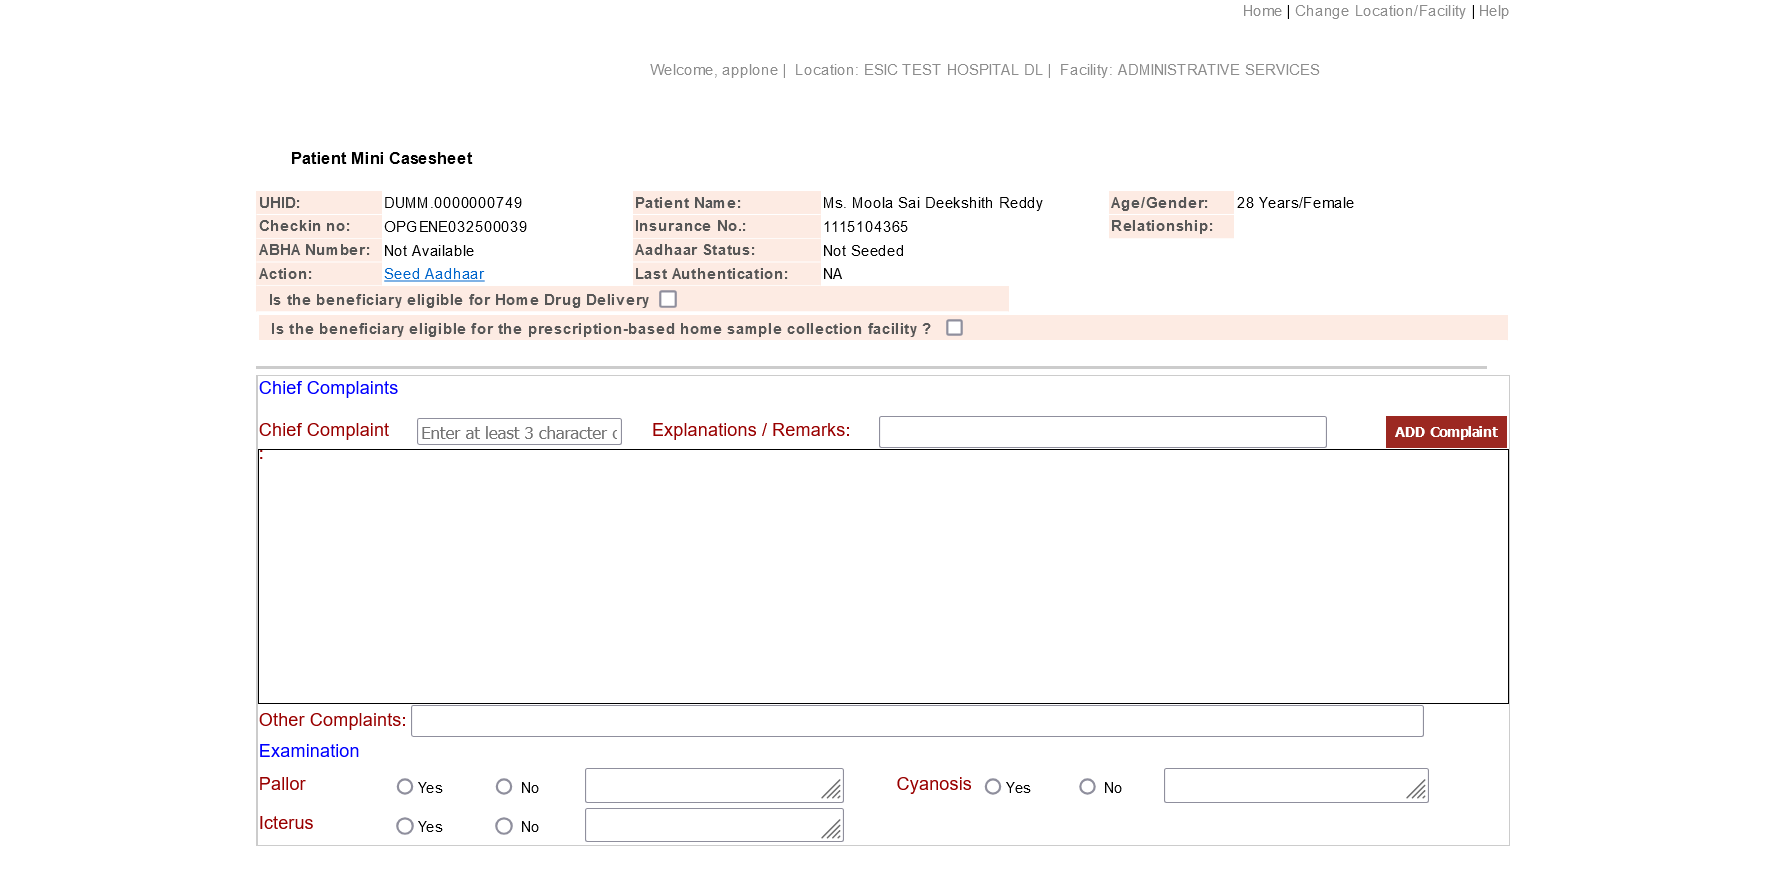 Home | Change Location/Facility | Help
Welcome, applone | Location: ESIC TEST HOSPITAL DL | Facility: ADMINISTRATIVE SERVICES
Patient Mini Casesheet
UHID: DUMM.0000000749 Patient Name: Ms. Moola Sai Deekshith Reddy Age/Gender: 28 Years/Female
Checkin no: OPGENE032500039 Insurance No.: 1115104365 Relationship:
ABHA Number: Not Available Aadhaar Status: Not Seeded
Action: Seed Aadhaar Last Authentication: NA
Is the beneficiary eligible for Home Drug Delivery
Is the beneficiary eligible for the prescription-based home sample collection facility ?
Chief Complaints
Chief Complaint Enter at least 3 character Explanations / Remarks: ADD Complaint
:
Other Complaints:
Examination
Pallor Yes No Cyanosis Yes No
Icterus Yes No